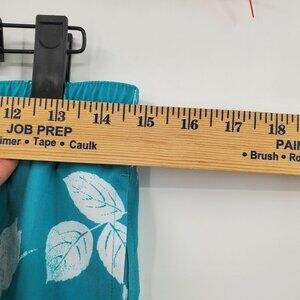 12 13 14 15 16 17 18
JOB PREP PAIN
imer • Tape • Caulk • Brush • Ro